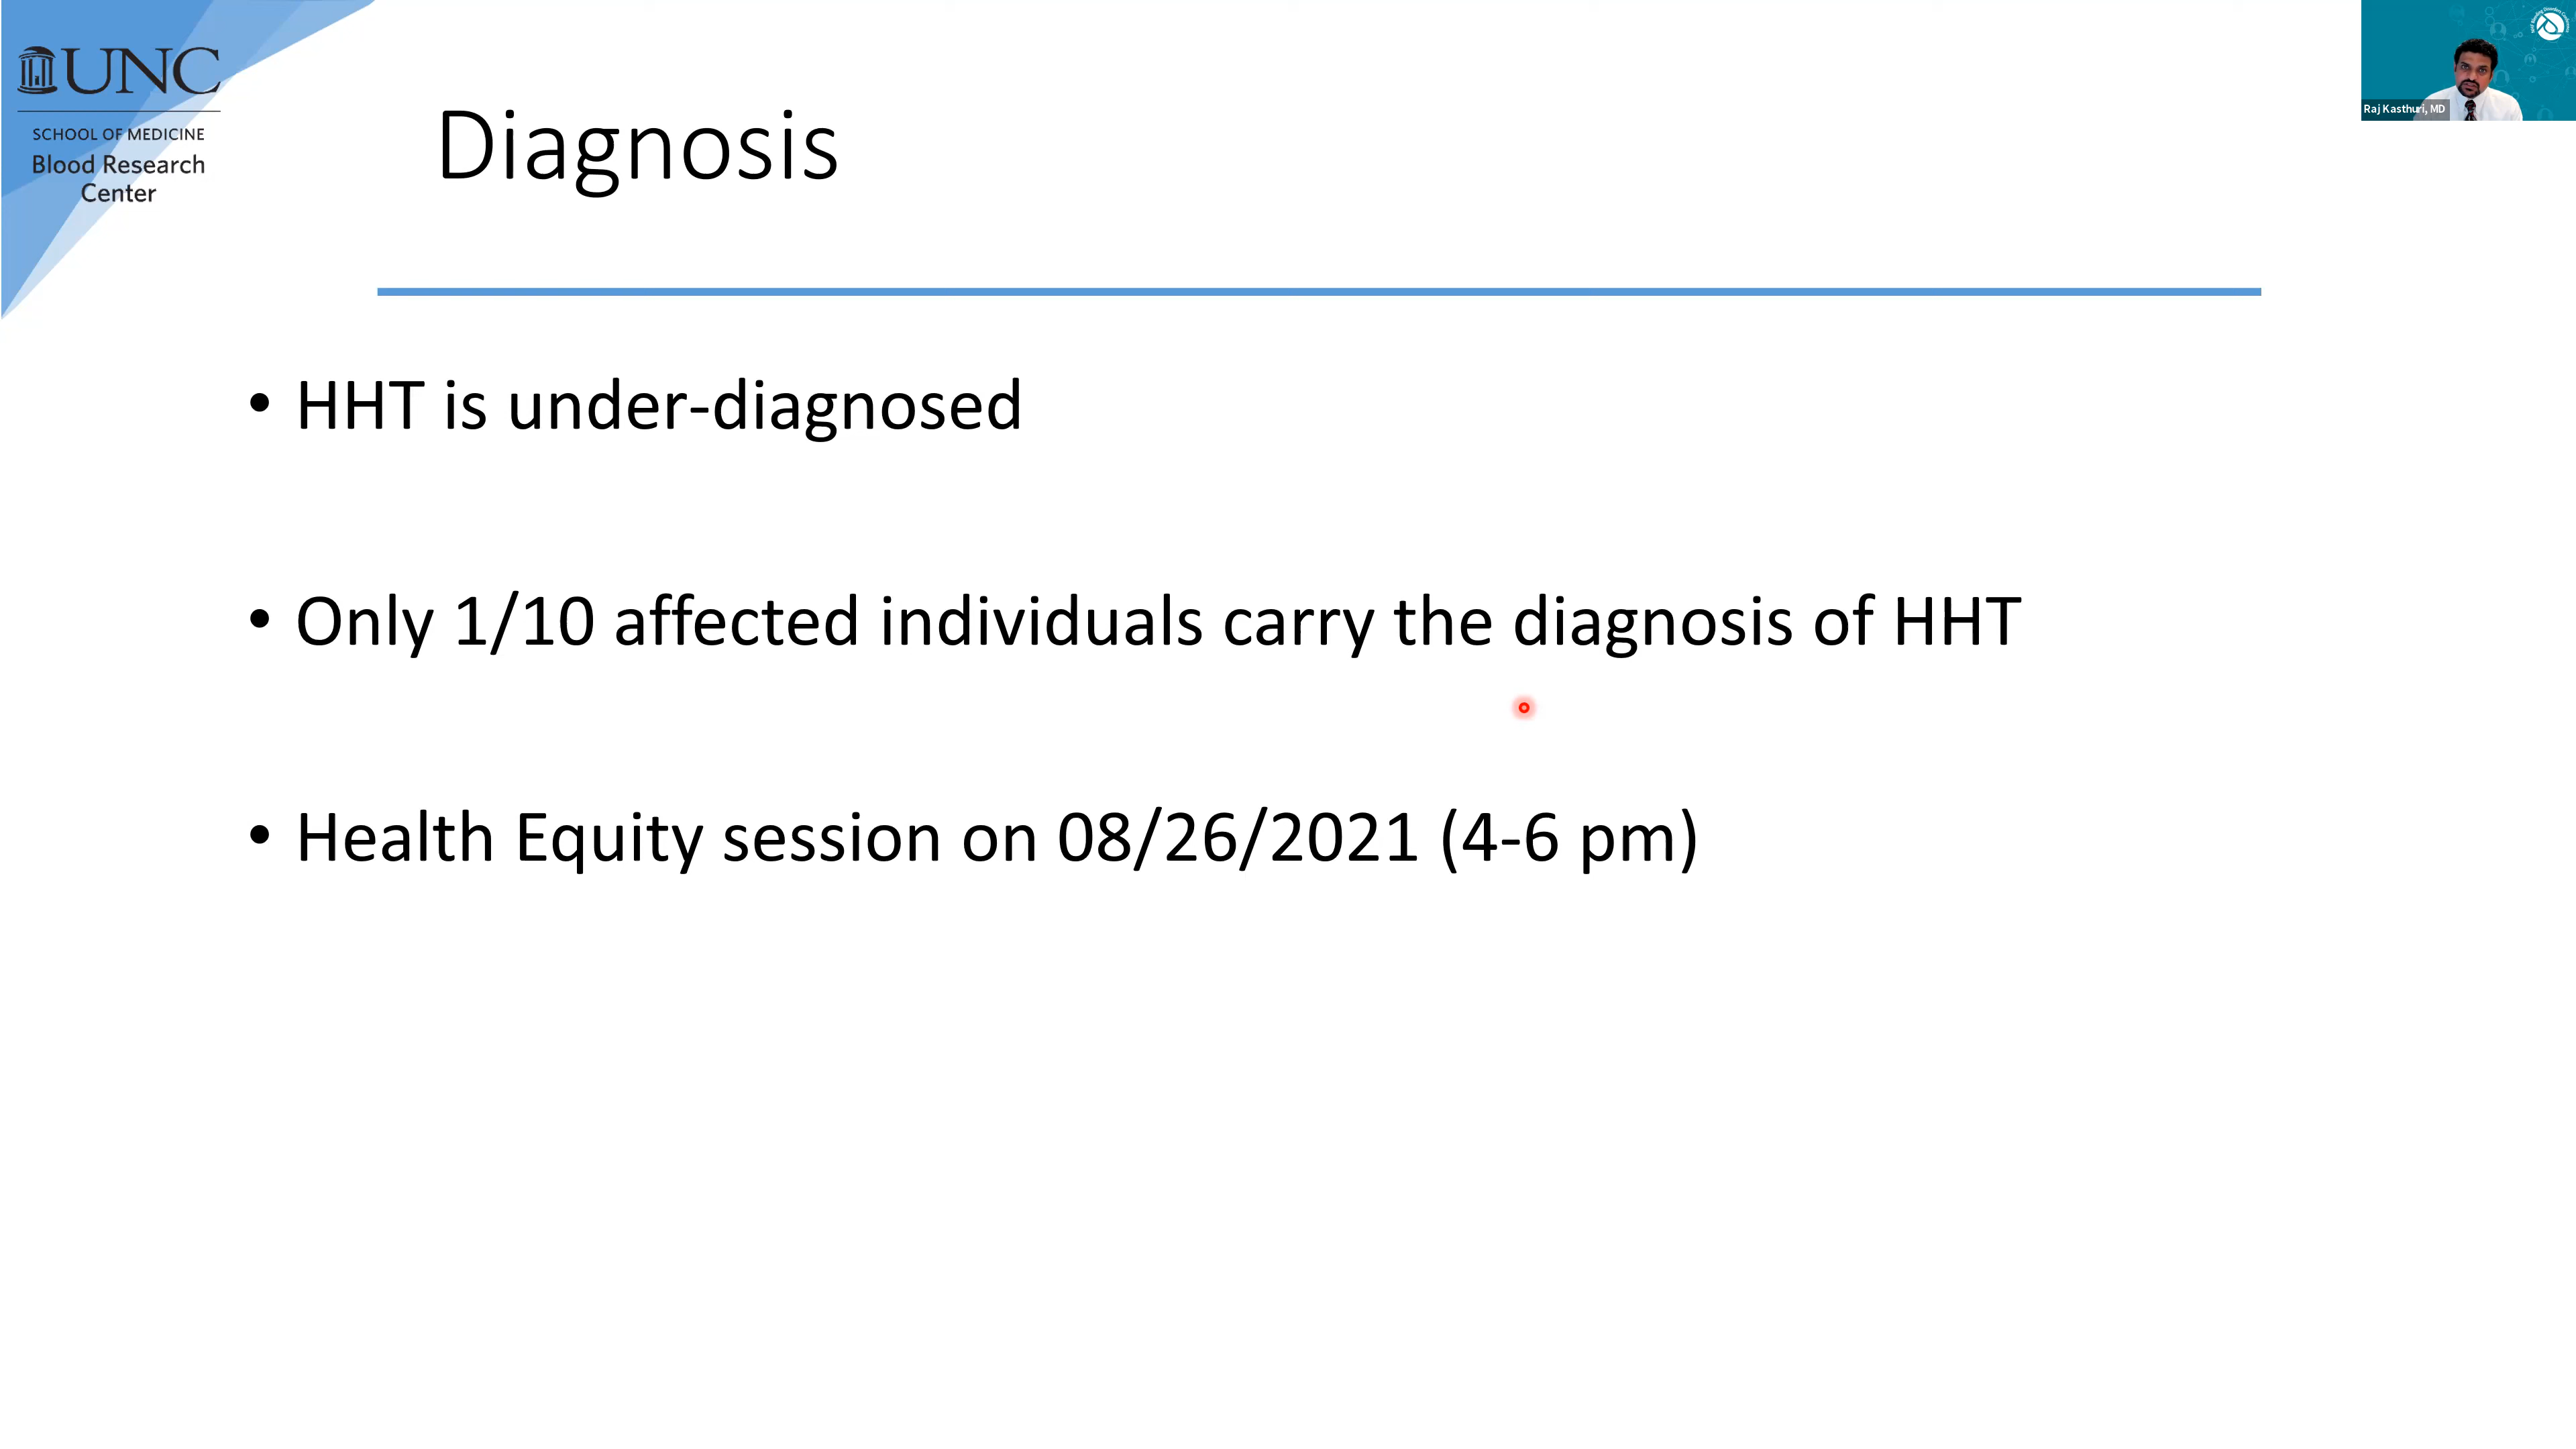 UNC
SCHOOL OF MEDICINE
Blood Research
Center
Diagnosis
Raj Kasthuri, MD
• HHT is under-diagnosed
• Only 1/10 affected individuals carry the diagnosis of HHT
• Health Equity session on 08/26/2021 (4-6 pm)